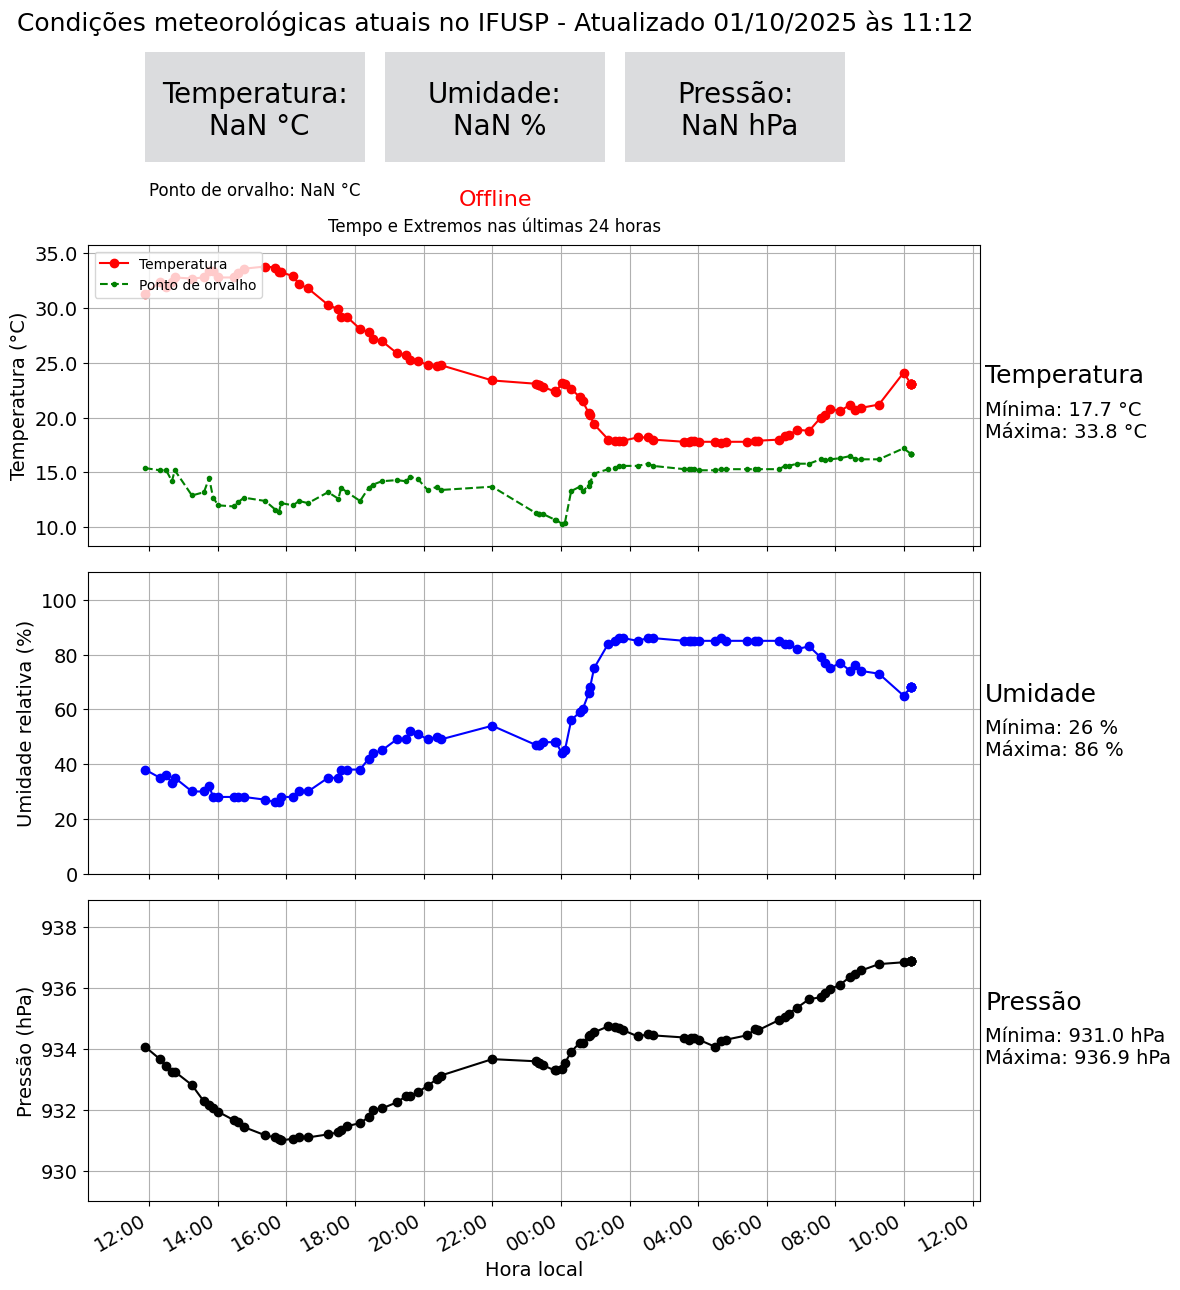 Condições meteorológicas atuais no IFUSP - Atualizado 01/10/2025 às 11:12
Temperatura:
NaN °C
Umidade:
NaN %
Pressão:
NaN hPa
Ponto de orvalho: NaN °C
Offline
Tempo e Extremos nas últimas 24 horas
Temperatura (°C)
35.0
30.0
25.0
20.0
15.0
10.0
Temperatura
Ponto de orvalho
Temperatura
Mínima: 17.7 °C
Máxima: 33.8 °C
Umidade relativa (%)
100
80
60
40
20
0
Umidade
Mínima: 26 %
Máxima: 86 %
Pressão (hPa)
938
936
934
932
930
Pressão
Mínima: 931.0 hPa
Máxima: 936.9 hPa
12:00 14:00 16:00 18:00 20:00 22:00 00:00 02:00 04:00 06:00 08:00 10:00 12:00
Hora local